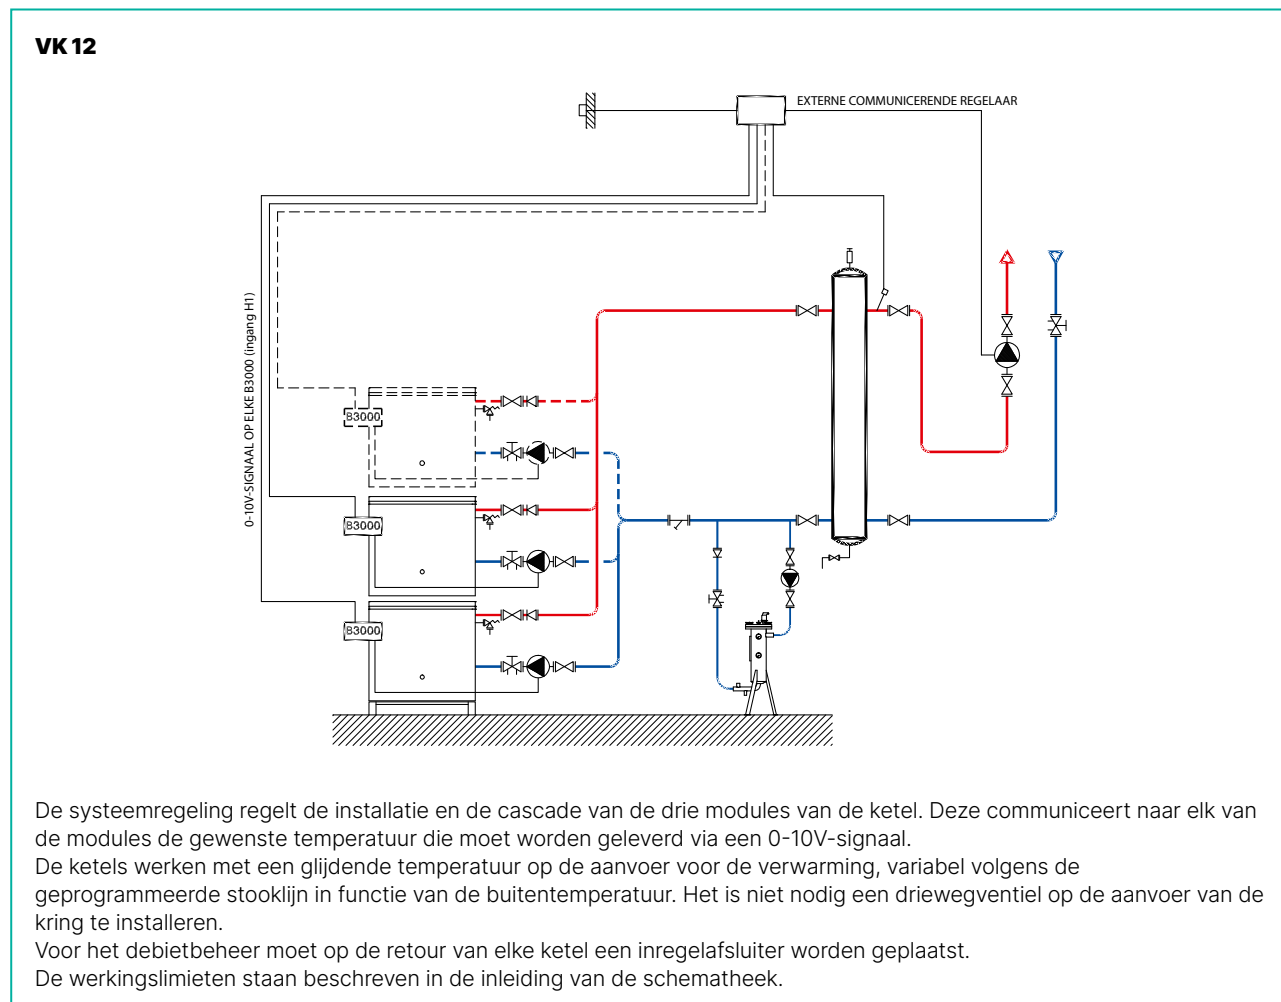 VK 12
EXTERNE COMMUNICERENDE REGELAAR
0-10V-SIGNAAL OP ELKE B3000 (ingang H1)
B3000
B3000
B3000
De systeemregeling regelt de installatie en de cascade van de drie modules van de ketel. Deze communiceert naar elk van
de modules de gewenste temperatuur die moet worden geleverd via een 0-10V-signaal.
De ketels werken met een glijdende temperatuur op de aanvoer voor de verwarming, variabel volgens de
geprogrammeerde stooklijn in functie van de buitentemperatuur. Het is niet nodig een driewegventiel op de aanvoer van de
kring te installeren.
Voor het debietbeheer moet op de retour van elke ketel een inregelafsluiter worden geplaatst.
De werkingslimieten staan beschreven in de inleiding van de schematheek.